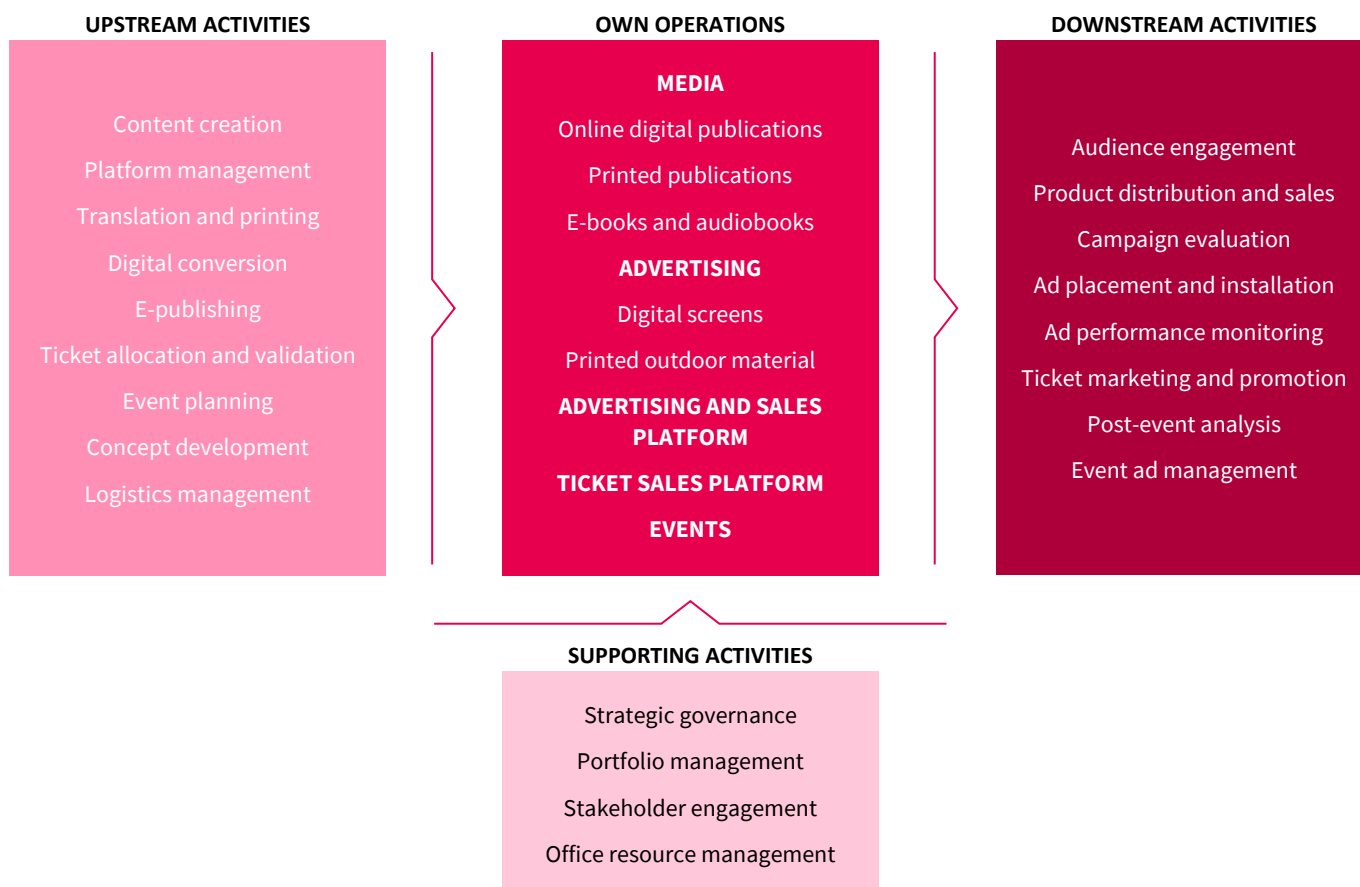 UPSTREAM ACTIVITIES
Content creation
Platform management
Translation and printing
Digital conversion
E-publishing
Ticket allocation and validation
Event planning
Concept development
Logistics management
OWN OPERATIONS
MEDIA
Online digital publications
Printed publications
E-books and audiobooks
ADVERTISING
Digital screens
Printed outdoor material
ADVERTISING AND SALES
PLATFORM
TICKET SALES PLATFORM
EVENTS
DOWNSTREAM ACTIVITIES
Audience engagement
Product distribution and sales
Campaign evaluation
Ad placement and installation
Ad performance monitoring
Ticket marketing and promotion
Post-event analysis
Event ad management
SUPPORTING ACTIVITIES
Strategic governance
Portfolio management
Stakeholder engagement
Office resource management